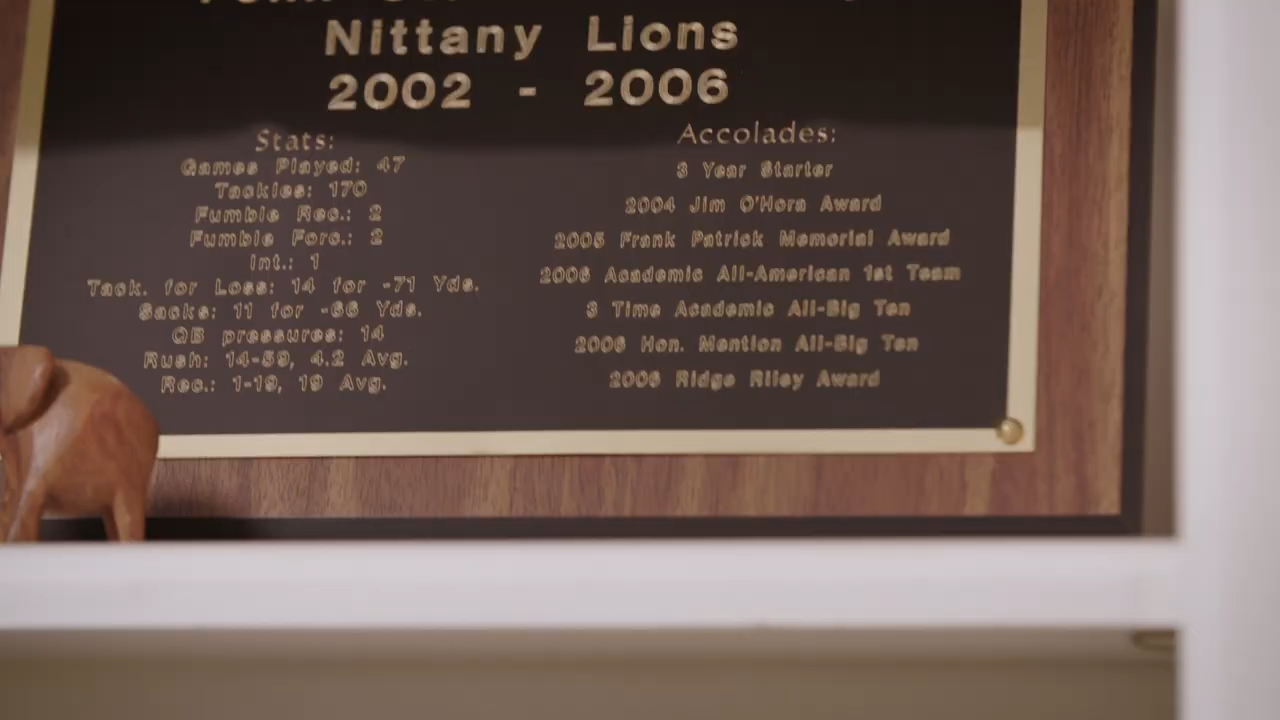 Nittany Lions
2002 - 2006
Stats:
Games Played: 47
Tackles: 170
Fumble Rec.: 2
Fumble Forc.: 2
Int.: 1
Tack. for Loss: 14 for -71 Yds.
Sacks: 11 for -66 Yds.
QB pressures: 14
Rush: 14-59, 4.2 Avg.
Rec.: 1-19, 19 Avg.
Accolades:
3 Year Starter
2004 Jim O'Hora Award
2005 Frank Patrick Memorial Award
2006 Academic All-American 1st Team
3 Time Academic All-Big Ten
2006 Hon. Mention All-Big Ten
2006 Ridge Riley Award